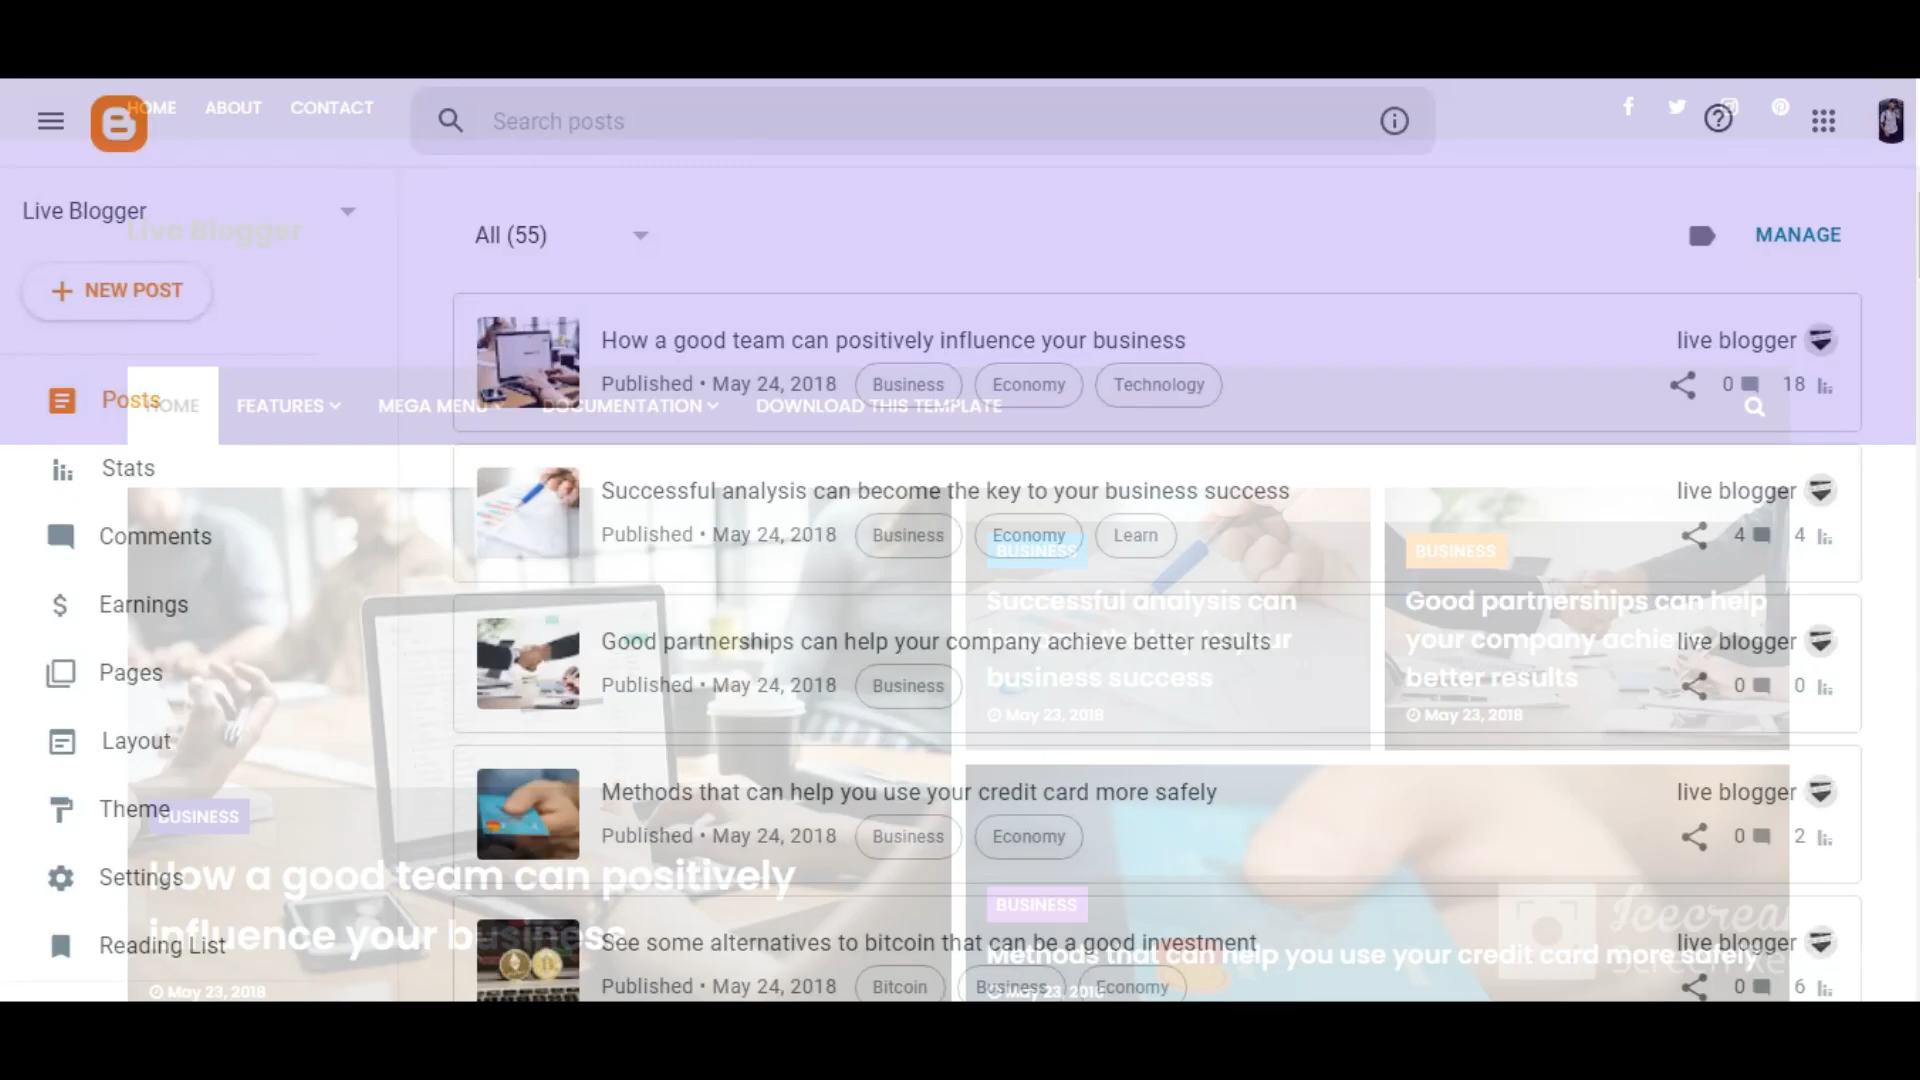 HOME ABOUT CONTACT
Search posts
Live Blogger
Live Blogger
All (55)
MANAGE
NEW POST
How a good team can positively influence your business
live blogger
Published • May 24, 2018 Business Economy Technology
0 18
Posts
HOME FEATURES MEGA MENU DOCUMENTATION DOWNLOAD THIS TEMPLATE
Stats
Successful analysis can become the key to your business success
live blogger
Published • May 24, 2018 Business Economy Learn
4 4
Comments
BUSINESS
BUSINESS
Earnings
Successful analysis can
business success
May 23, 2018
Good partnerships can help
your company achieve
better results
May 23, 2018
Good partnerships can help your company achieve better results
live blogger
Published • May 24, 2018 Business
0 0
Pages
Layout
Methods that can help you use your credit card more safely
live blogger
Published • May 24, 2018 Business Economy
0 2
Theme
BUSINESS
Settings
How a good team can positively
influence your business
May 23, 2018
BUSINESS
Methods that can help you use your credit card more safely
May 23, 2018
Reading List
See some alternatives to bitcoin that can be a good investment
live blogger
Published • May 24, 2018 Bitcoin Business Economy
0 6